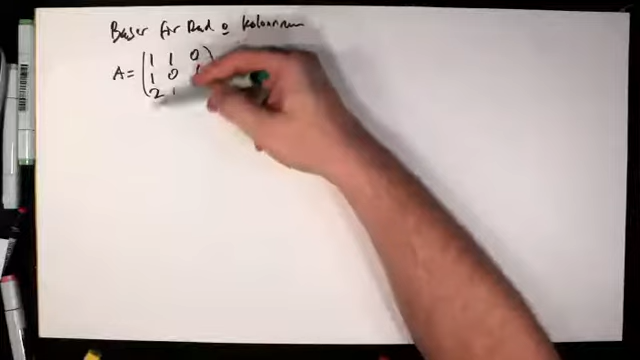 Baser för Rad o kolonnrum
A = ( 1 1 0 )
1 0
2 1